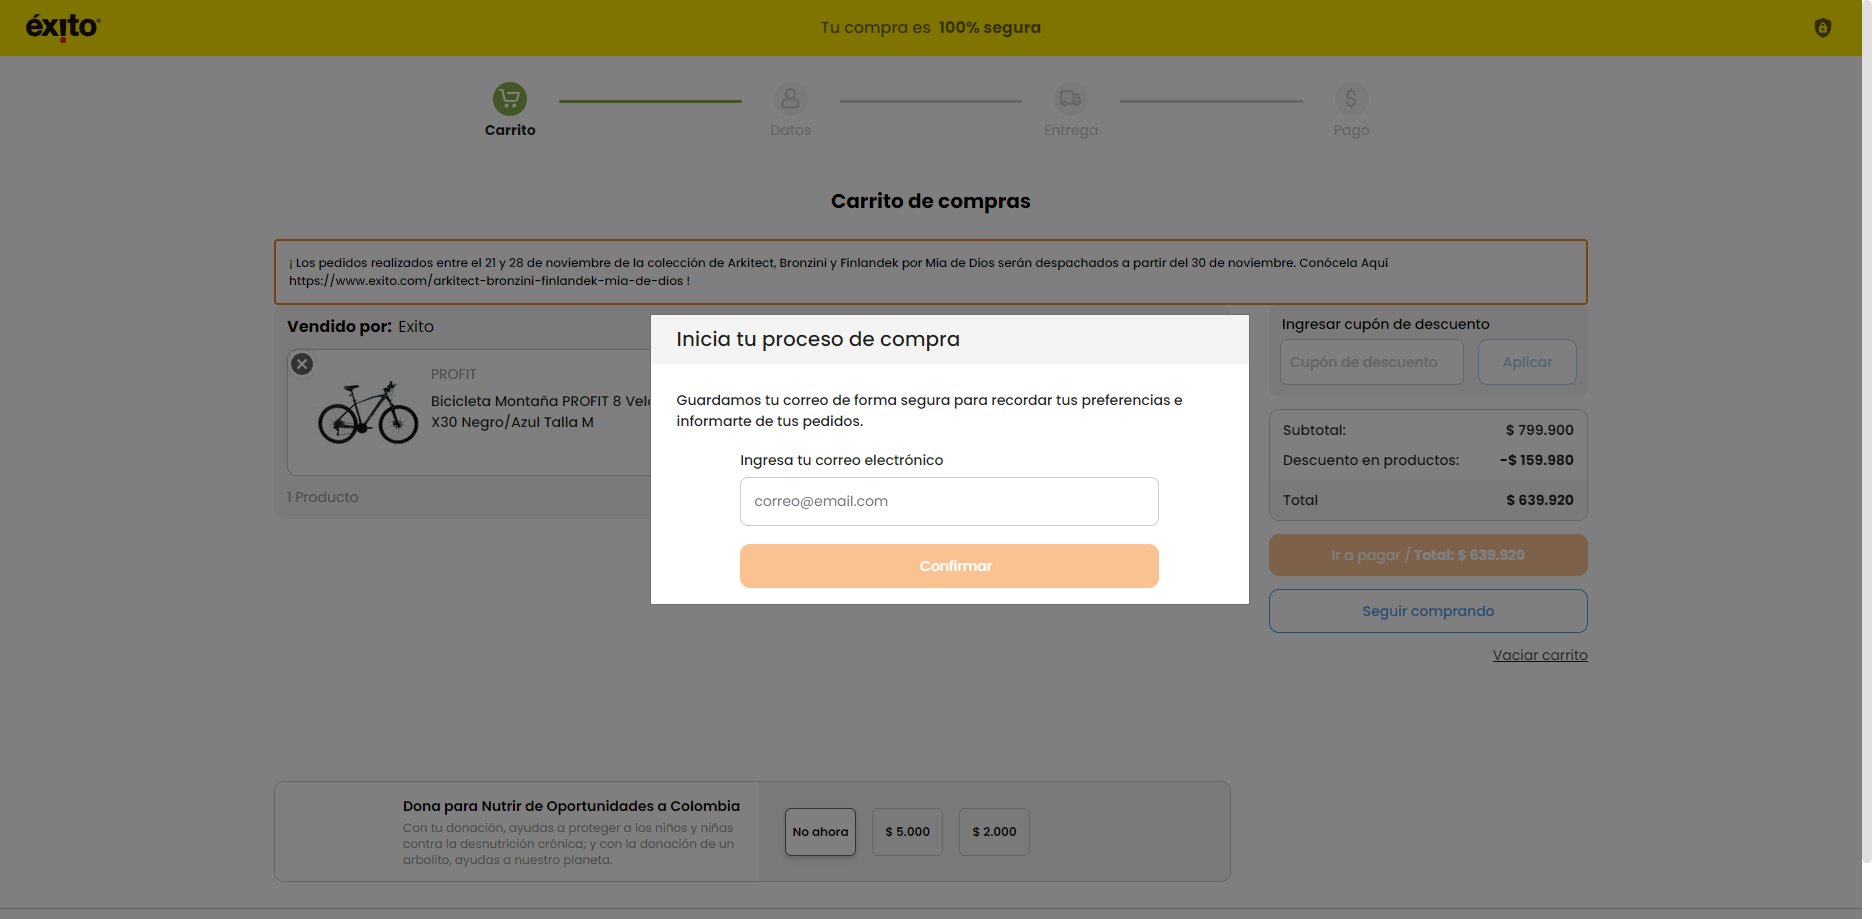 éxito
Tu compra es 100% segura
Carrito
Datos
Entrega
Pago
Carrito de compras
¡ Los pedidos realizados entre el 21 y 28 de noviembre de la colección de Arkitect, Bronzini y Finlandek por Mia de Dios serán despachados a partir del 30 de noviembre. Conócela Aquí
https://www.exito.com/arkitect-bronzini-finlandek-mia-de-dios !
Vendido por: Exito
PROFIT
Bicicleta Montaña PROFIT 8 Velo
X30 Negro/Azul Talla M
1 Producto
Inicia tu proceso de compra
Guardamos tu correo de forma segura para recordar tus preferencias e
informarte de tus pedidos.
Ingresa tu correo electrónico
correo@email.com
Confirmar
Ingresar cupón de descuento
Cupón de descuento
Aplicar
Subtotal: $ 799.900
Descuento en productos: -$ 159.980
Total $ 639.920
Ir a pagar / Total: $ 639.920
Seguir comprando
Vaciar carrito
Dona para Nutrir de Oportunidades a Colombia
Con tu donación, ayudas a proteger a los niños y niñas
contra la desnutrición crónica; y con la donación de un
arbolito, ayudas a nuestro planeta.
No ahora
$ 5.000
$ 2.000